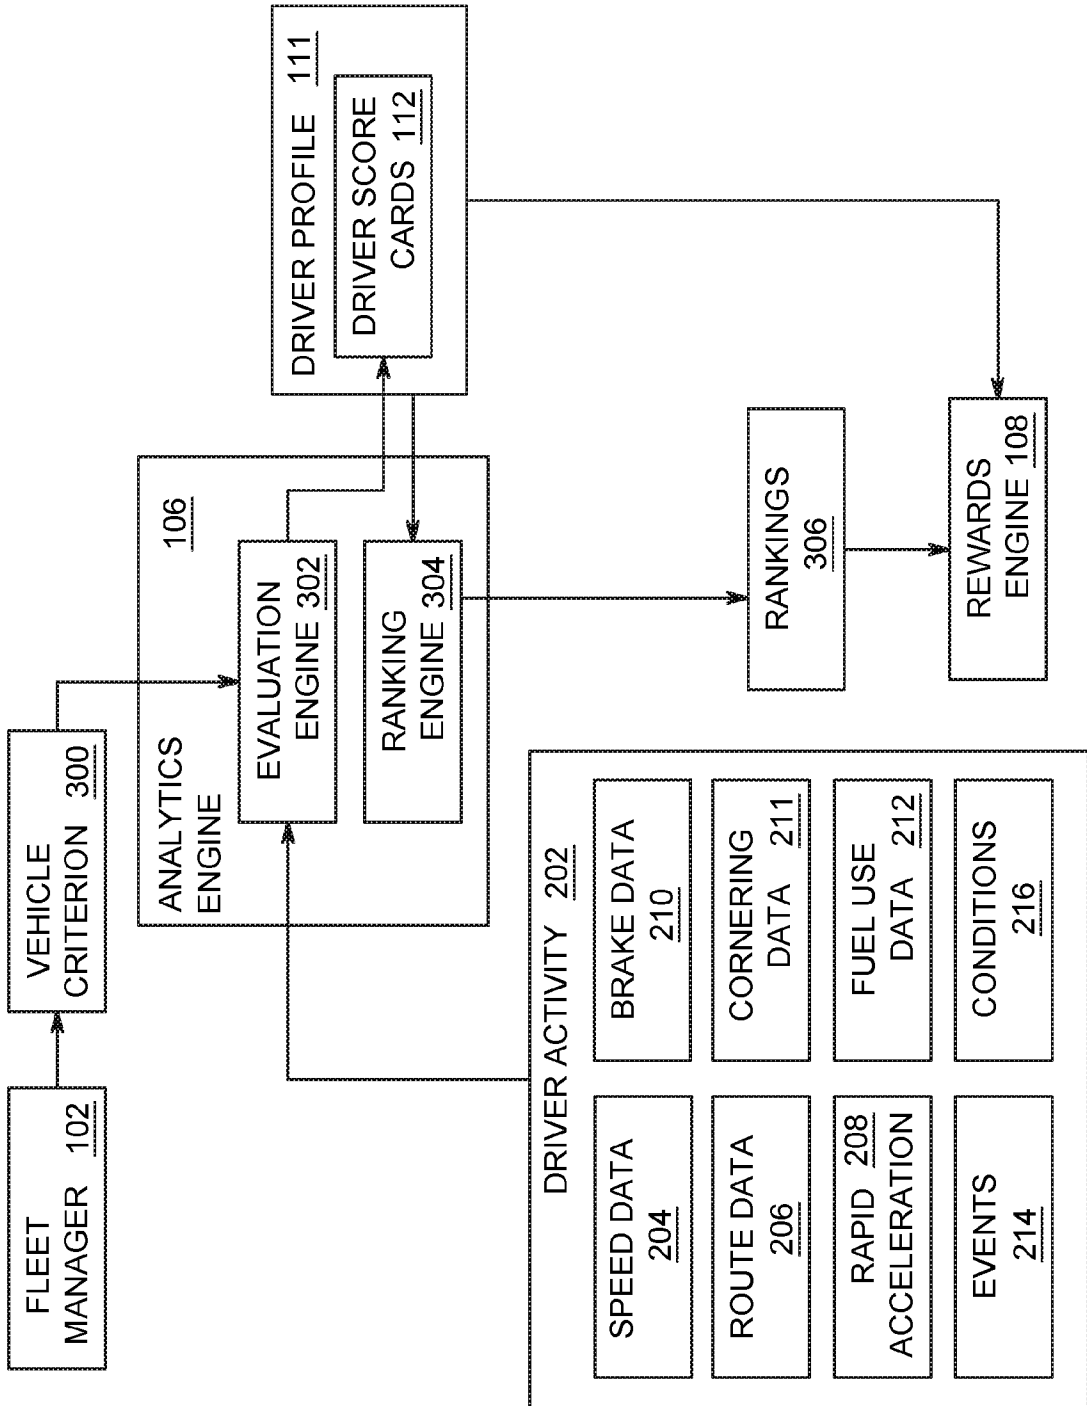 FLEET
MANAGER 102
VEHICLE
CRITERION 300
ANALYTICS
ENGINE
106
EVALUATION
ENGINE 302
RANKING
ENGINE 304
DRIVER PROFILE 111
DRIVER SCORE
CARDS 112
DRIVER ACTIVITY 202
SPEED DATA
204
BRAKE DATA
210
ROUTE DATA
206
CORNERING
DATA 211
RAPID 208
ACCELERATION
FUEL USE
DATA 212
EVENTS
214
CONDITIONS
216
RANKINGS
306
REWARDS
ENGINE 108